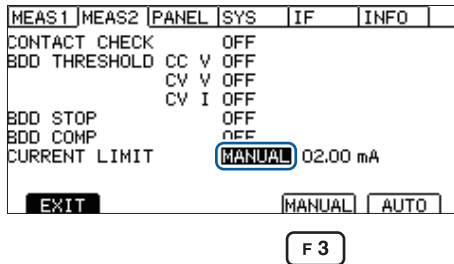 MEAS1 MEAS2 PANEL SYS IF INFO
CONTACT CHECK OFF
BDD THRESHOLD CC V OFF
CV V OFF
CV I OFF
BDD STOP OFF
BDD COMP OFF
CURRENT LIMIT MANUAL 02.00 mA
EXIT MANUAL AUTO
F 3